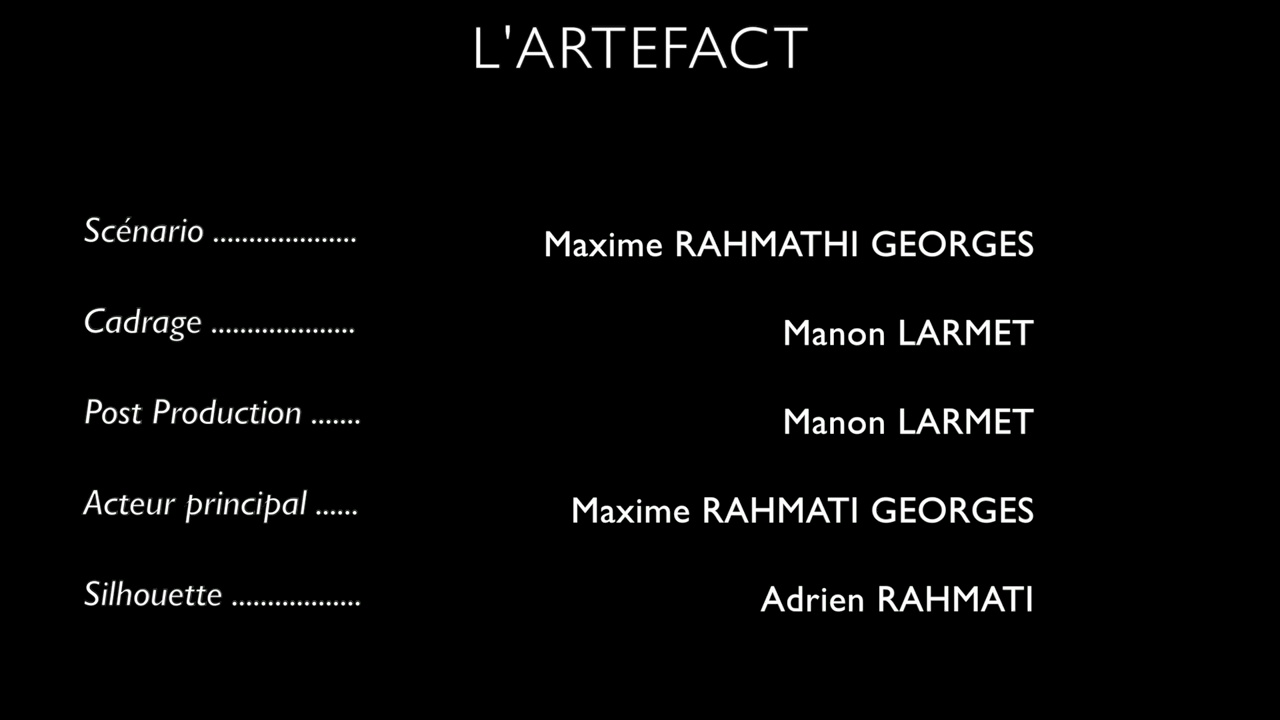 L'ARTEFACT
Scénario .................... Maxime RAHMATHI GEORGES
Cadrage .................... Manon LARMET
Post Production ....... Manon LARMET
Acteur principal ...... Maxime RAHMATI GEORGES
Silhouette .................. Adrien RAHMATI